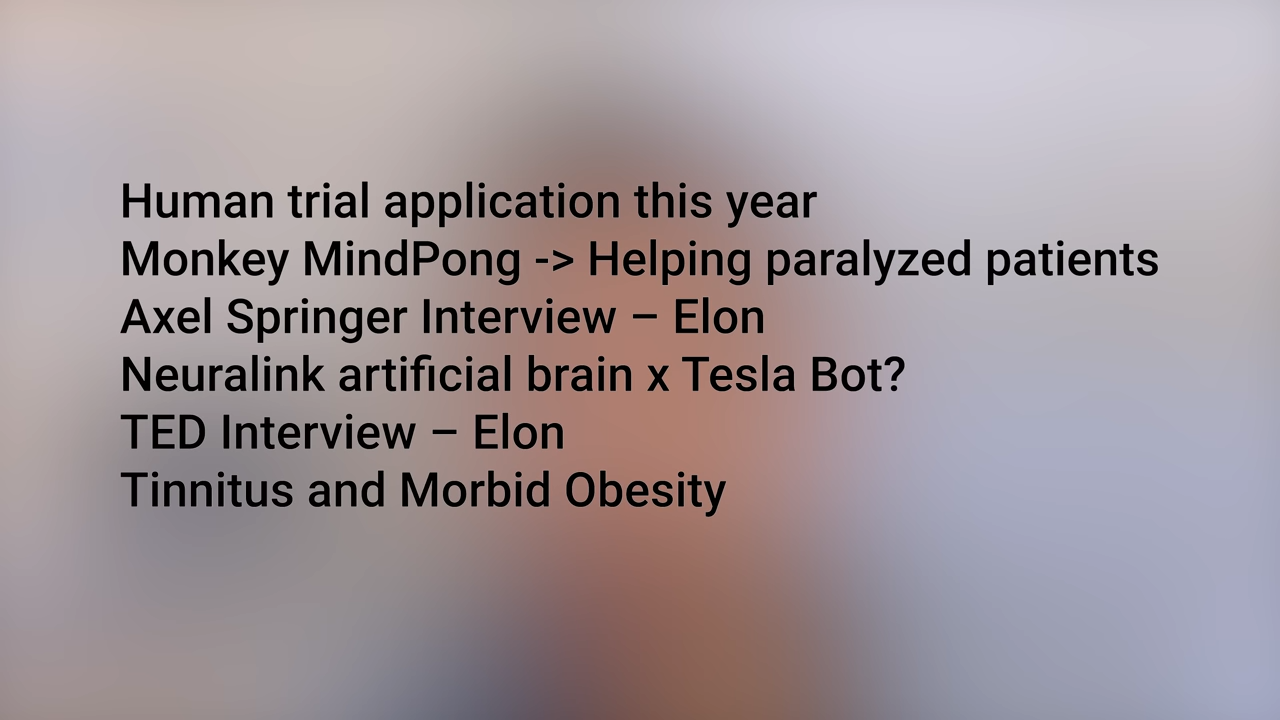 Human trial application this year
Monkey MindPong -> Helping paralyzed patients
Axel Springer Interview – Elon
Neuralink artificial brain x Tesla Bot?
TED Interview – Elon
Tinnitus and Morbid Obesity